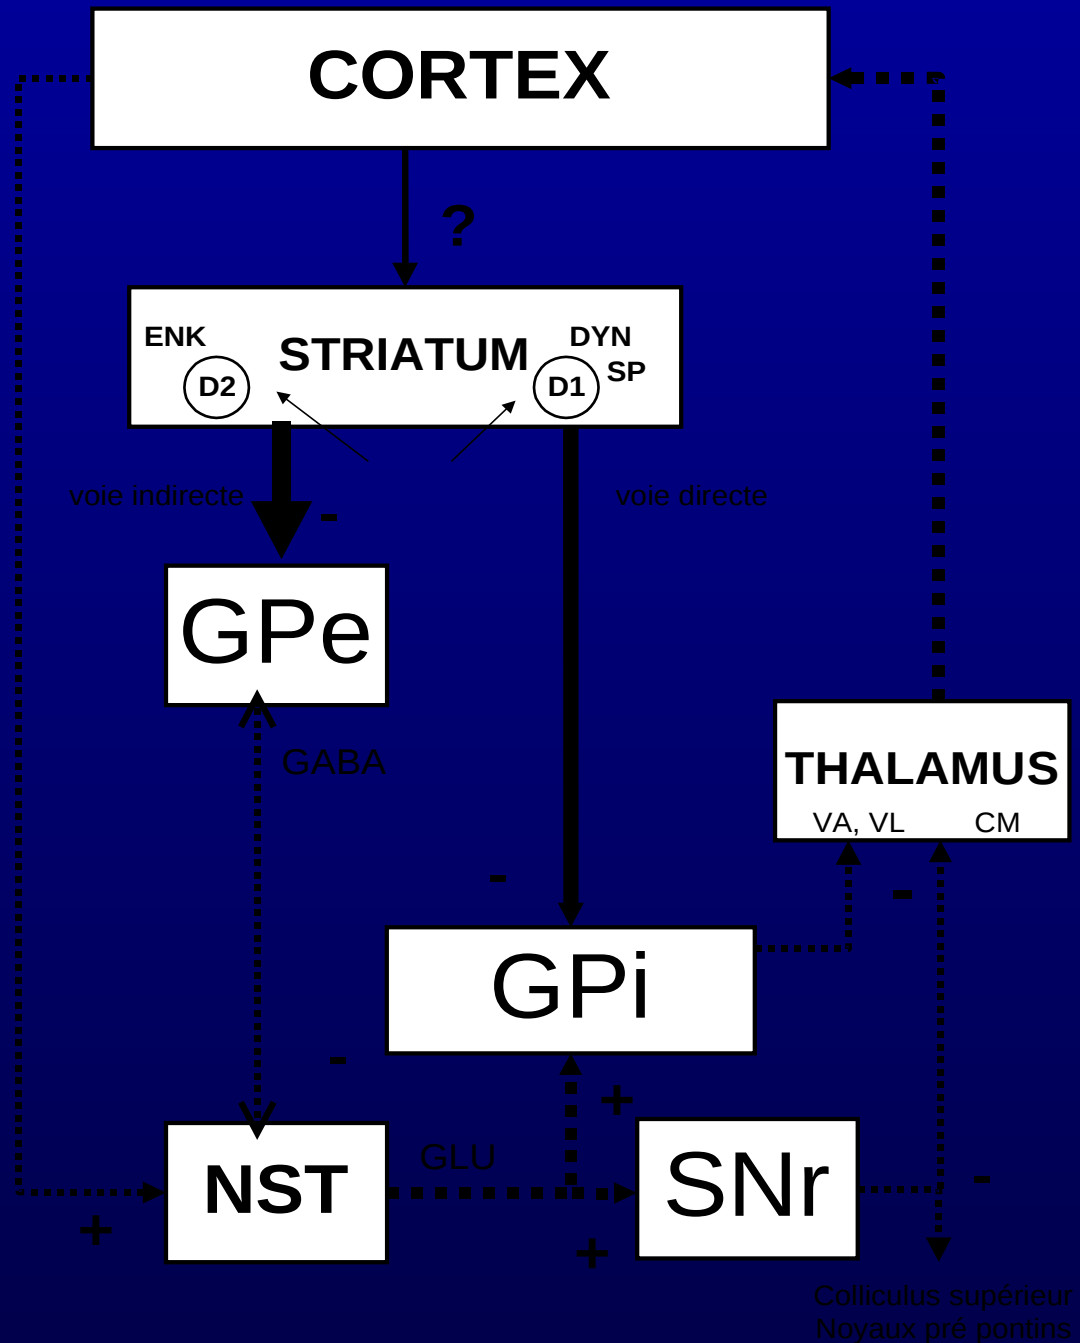 CORTEX
?
ENK
STRIATUM
DYN
SP
D2
D1
voie indirecte
-
voie directe
GPe
GABA
THALAMUS
VA, VL
CM
-
-
GPi
-
+
NST
GLU
SNr
-
+
+
Colliculus supérieur
Noyaux pré pontins